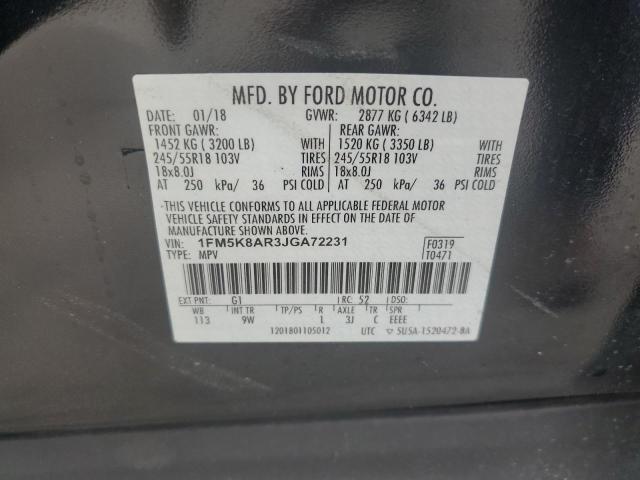 MFD. BY FORD MOTOR CO.
DATE: 01/18 GVWR: 2877 KG ( 6342 LB)
FRONT GAWR: REAR GAWR:
1452 KG ( 3200 LB) WITH 1520 KG ( 3350 LB) WITH
245/55R18 103V TIRES 245/55R18 103V TIRES
18x8.0J RIMS 18x8.0J RIMS
AT 250 kPa/ 36 PSI COLD AT 250 kPa/ 36 PSI COLD
THIS VEHICLE CONFORMS TO ALL APPLICABLE FEDERAL MOTOR
VEHICLE SAFETY STANDARDS IN EFFECT ON THE DATE OF
MANUFACTURE SHOWN ABOVE.
VIN: 1FM5K8AR3JGA72231 F0319
TYPE: MPV T0471
EXT PNT: G1 RC: 52 DSO:
WB INT TR TP/PS R AXLE TR SPR
113 9W L 3J C EEEE
1201801105012 UTC SU5A-1520472-BA